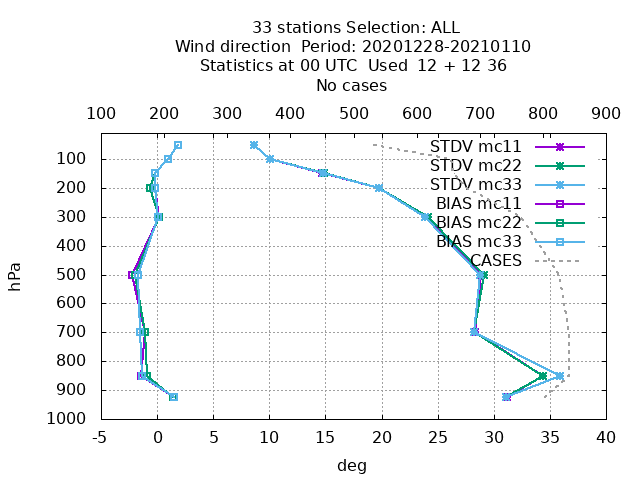 33 stations Selection: ALL
Wind direction  Period: 20201228-20210110
Statistics at 00 UTC  Used  12 + 12 36
No cases
100 200 300 400 500 600 700 800 900
STDV mc11
STDV mc22
STDV mc33
BIAS mc11
BIAS mc22
BIAS mc33
CASES
hPa
100
200
300
400
500
600
700
800
900
1000
-5 0 5 10 15 20 25 30 35 40
deg